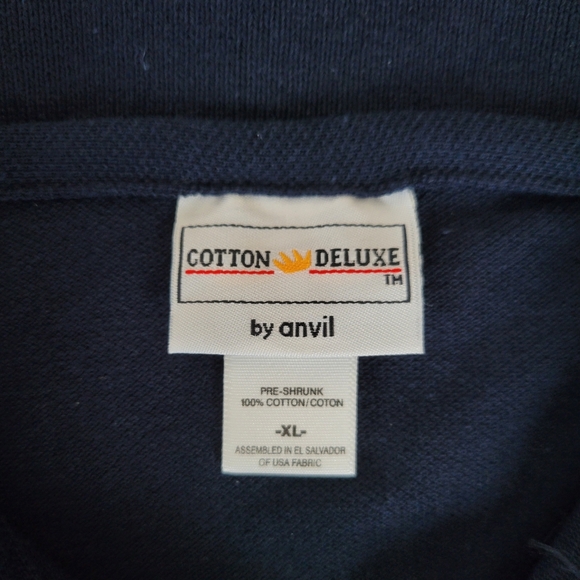 COTTON DELUXE
TM
by anvil
PRE-SHRUNK
100% COTTON/COTON
-XL-
ASSEMBLED IN EL SALVADOR
OF USA FABRIC